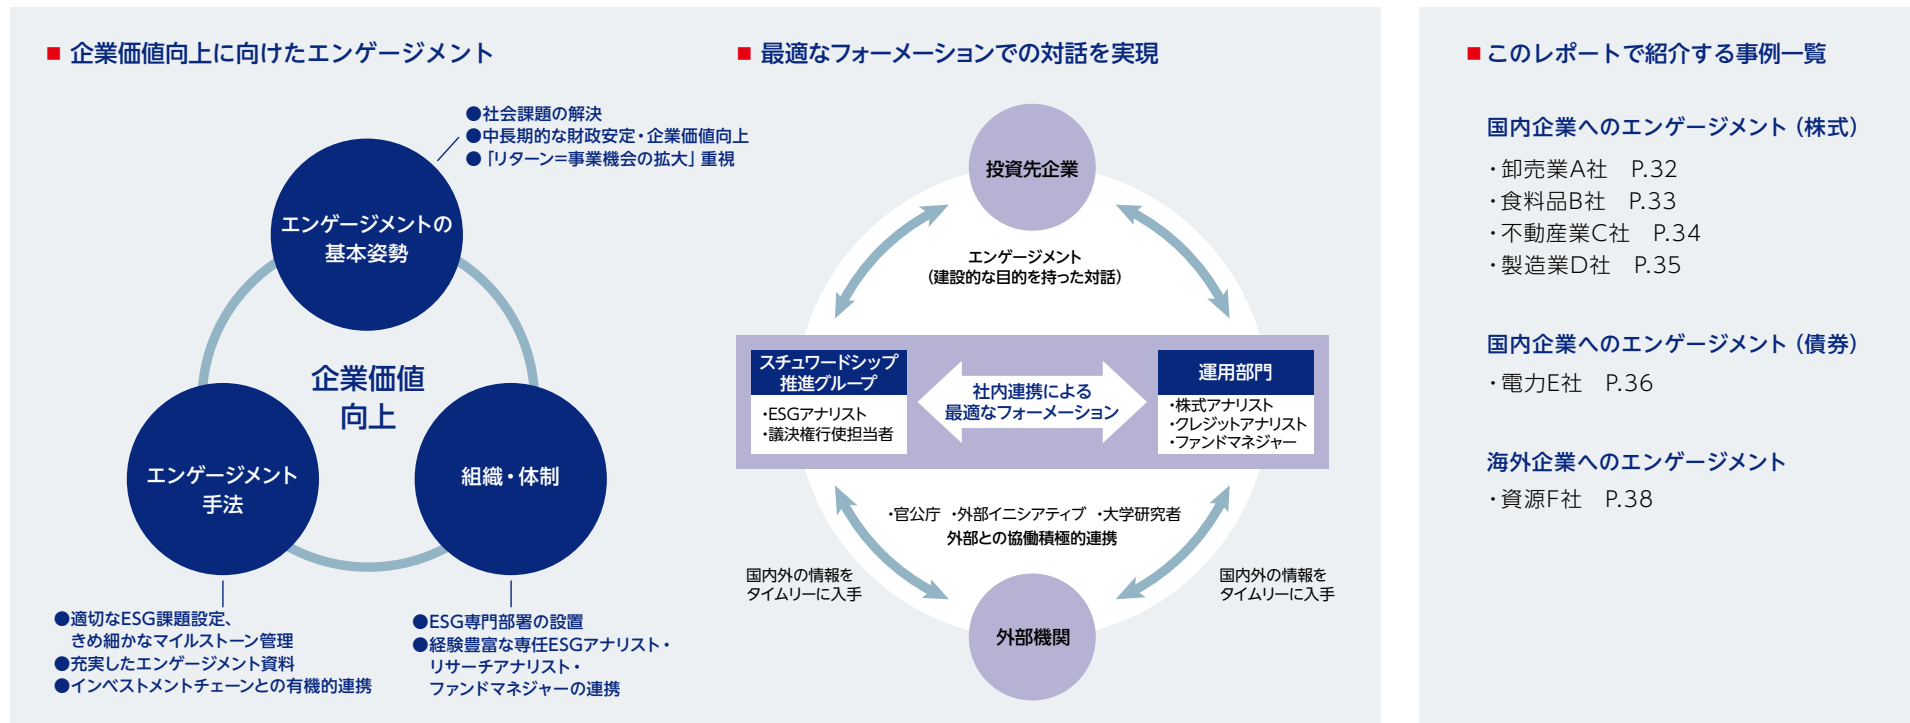 ■ 企業価値向上に向けたエンゲージメント
●社会課題の解決
●中長期的な財政安定・企業価値向上
●「リターン=事業機会の拡大」重視
エンゲージメントの
基本姿勢
企業価値
向上
エンゲージメント
手法
組織・体制
●適切なESG課題設定、
きめ細かなマイルストーン管理
●充実したエンゲージメント資料
●インベストメントチェーンとの有機的連携
●ESG専門部署の設置
●経験豊富な専任ESGアナリスト・
リサーチアナリスト・
ファンドマネジャーの連携
■ 最適なフォーメーションでの対話を実現
投資先企業
エンゲージメント
(建設的な目的を持った対話)
スチュワードシップ
推進グループ
・ESGアナリスト
・議決権行使担当者
社内連携による
最適なフォーメーション
運用部門
・株式アナリスト
・クレジットアナリスト
・ファンドマネジャー
・官公庁 ・外部イニシアティブ ・大学研究者
外部との協働積極的連携
国内外の情報を
タイムリーに入手
国内外の情報を
タイムリーに入手
外部機関
■ このレポートで紹介する事例一覧
国内企業へのエンゲージメント(株式)
・卸売業A社 P.32
・食料品B社 P.33
・不動産業C社 P.34
・製造業D社 P.35
国内企業へのエンゲージメント(債券)
・電力E社 P.36
海外企業へのエンゲージメント
・資源F社 P.38